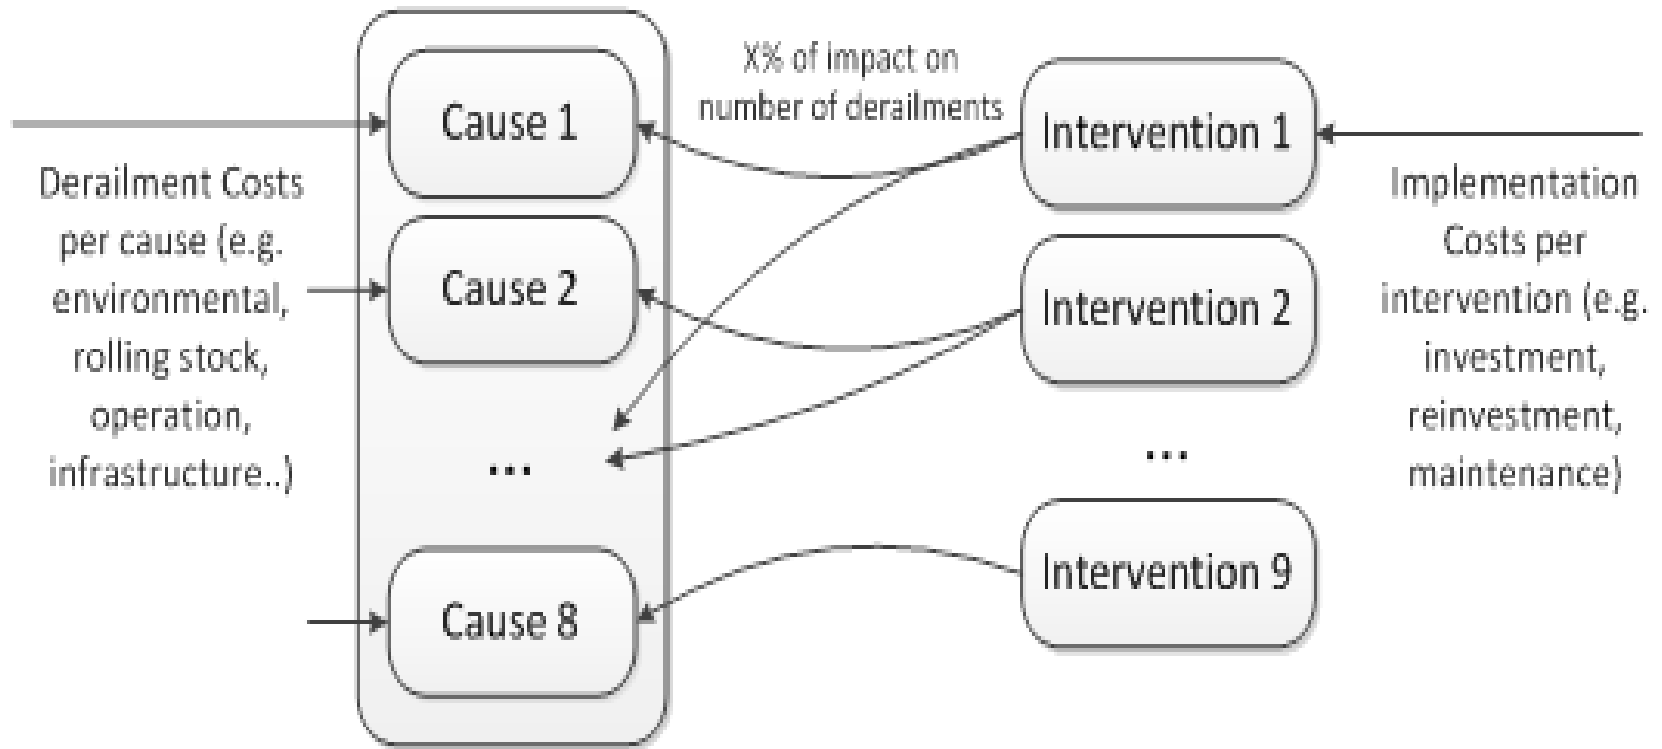 Derailment Costs
per cause (e.g.
environmental,
rolling stock,
operation,
infrastructure..)
Cause 1
Cause 2
...
Cause 8
X% of impact on
number of derailments
Intervention 1
Intervention 2
...
Intervention 9
Implementation
Costs per
intervention (e.g.
investment,
reinvestment,
maintenance)